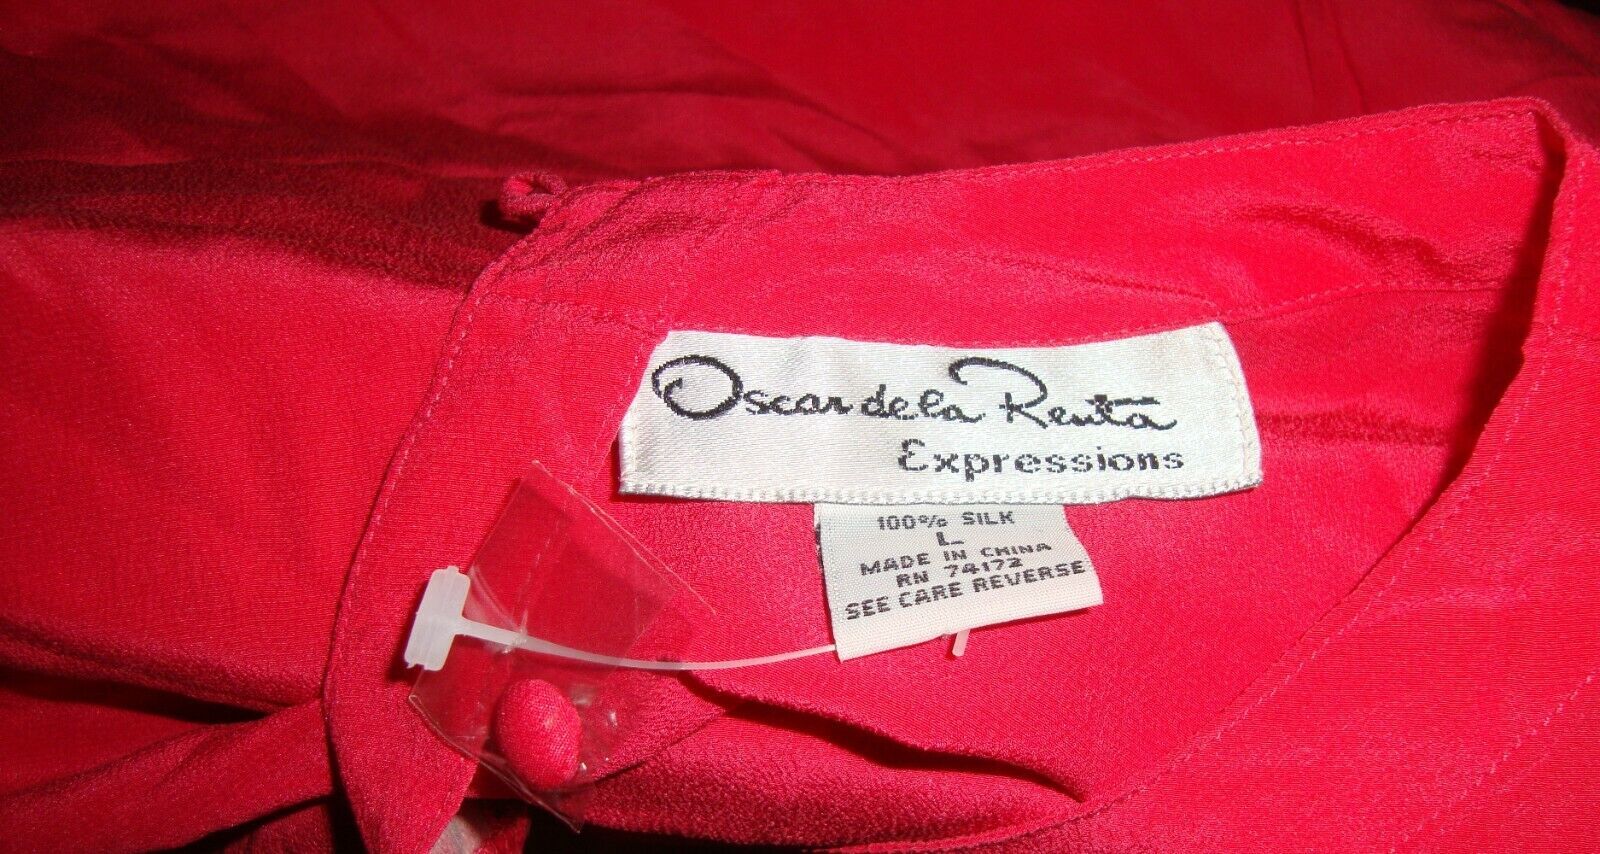 Oscar de la Renta
Expressions
100% SILK
L
MADE IN CHINA
RN 74172
SEE CARE REVERSE